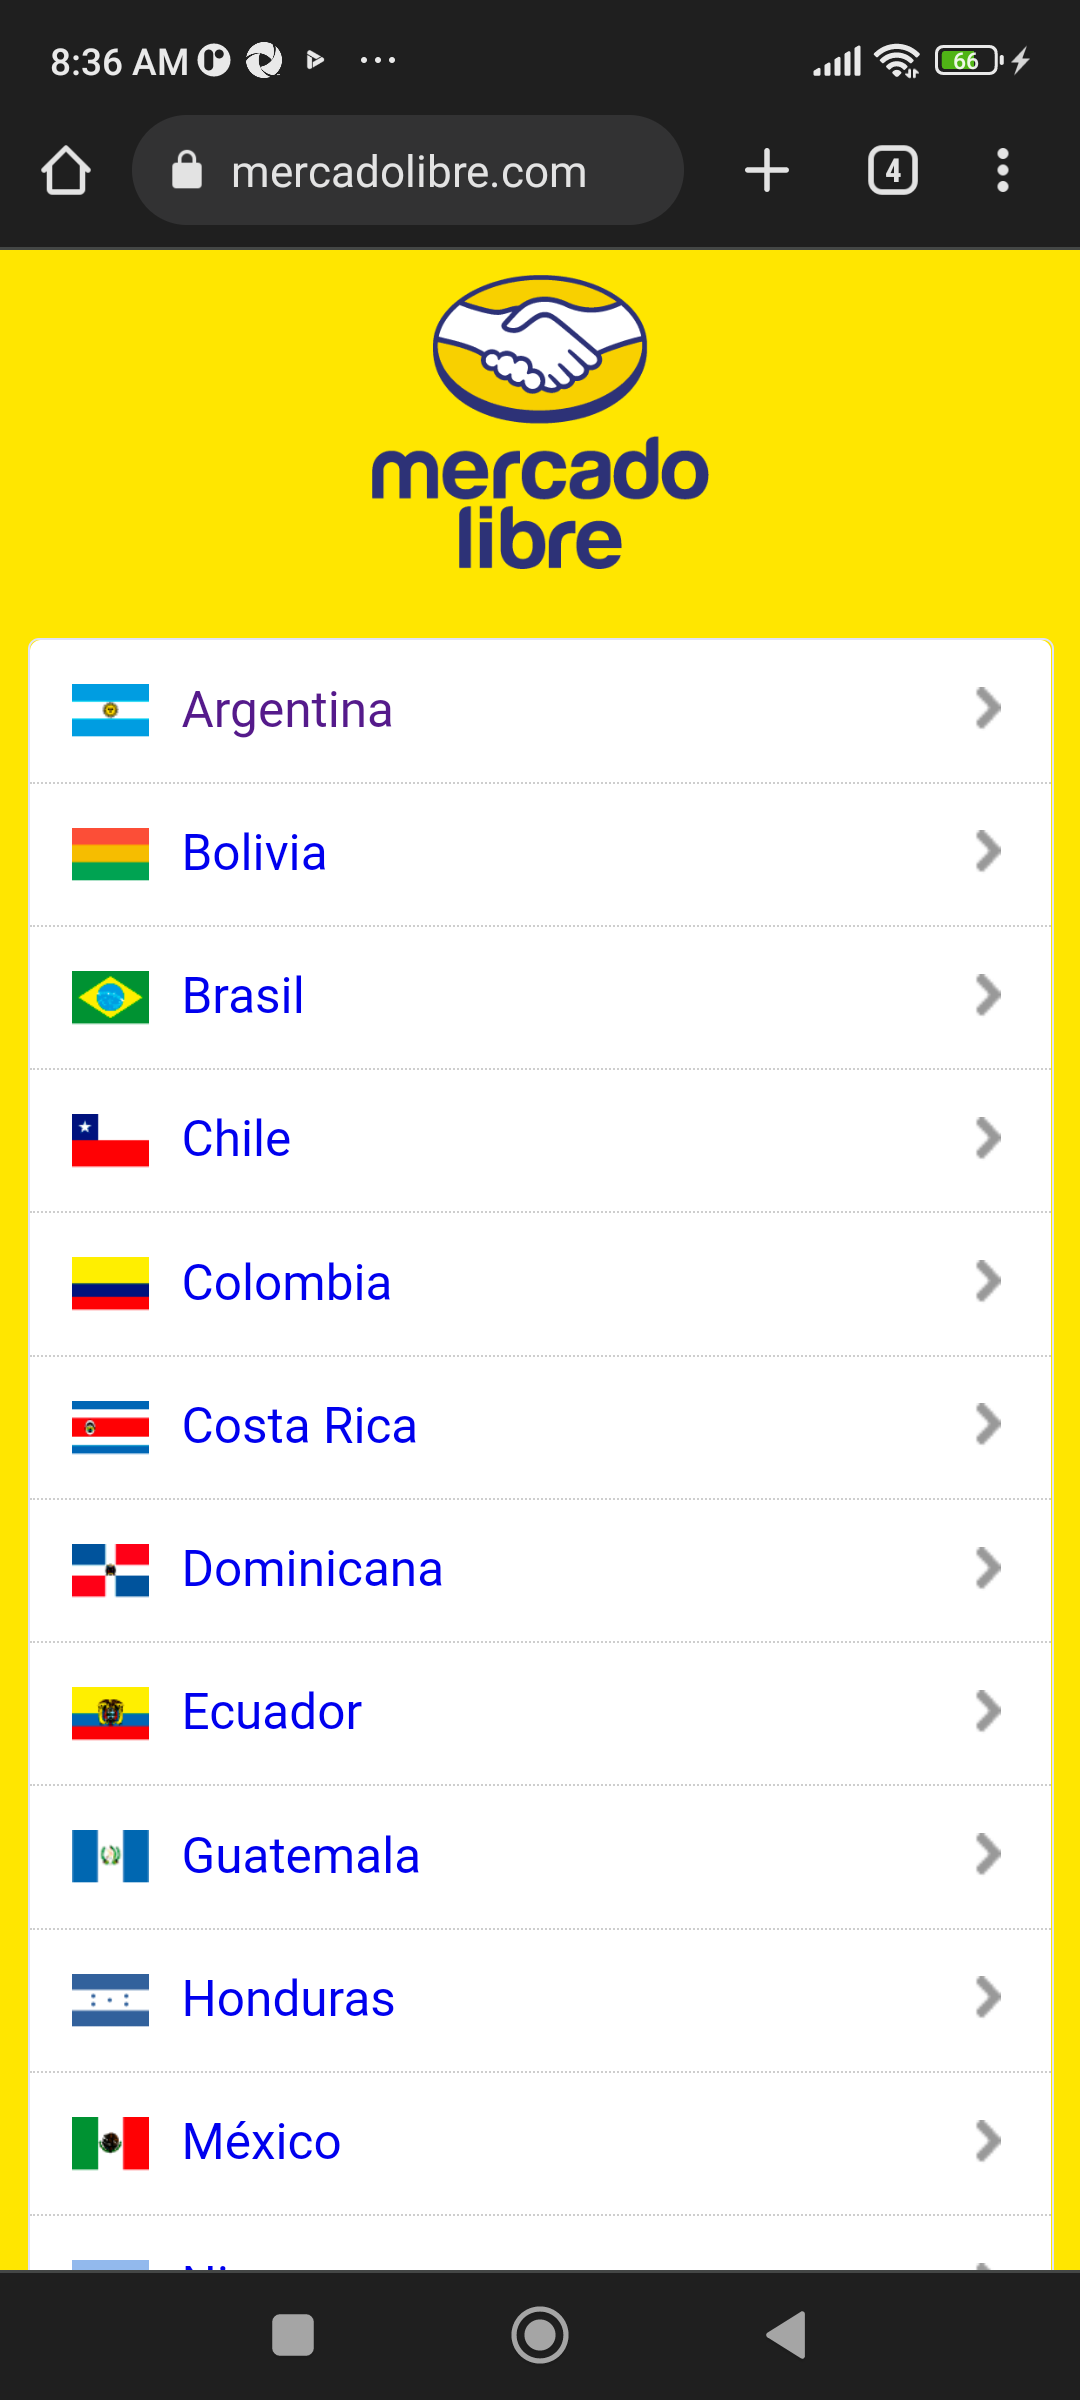 8:36 AM
66
mercadolibre.com
4
mercado
libre
Argentina
Bolivia
Brasil
Chile
Colombia
Costa Rica
Dominicana
Ecuador
Guatemala
Honduras
México